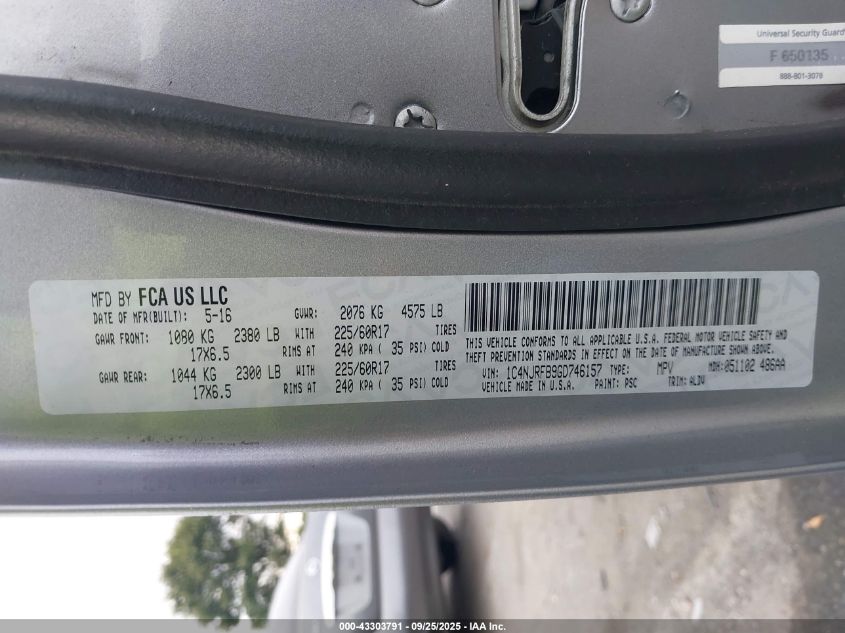 Universal Security Guard
F 650135
888-801-3079
MFD BY FCA US LLC
DATE OF MFR(BUILT): 5-16 GVWR: 2076 KG 4575 LB
GAWR FRONT: 1080 KG 2380 LB WITH 225/60R17 TIRES
17X6.5 RIMS AT 240 KPA ( 35 PSI) COLD
GAWR REAR: 1044 KG 2300 LB WITH 225/60R17 TIRES
17X6.5 RIMS AT 240 KPA ( 35 PSI) COLD
THIS VEHICLE CONFORMS TO ALL APPLICABLE U.S.A. FEDERAL MOTOR VEHICLE SAFETY AND
THEFT PREVENTION STANDARDS IN EFFECT ON THE DATE OF MANUFACTURE SHOWN ABOVE.
VIN: 1C4NJRFB9GD746157 TYPE: MPV MDH:051102 486AA
VEHICLE MADE IN U.S.A. PAINT: PSC TRIM: ALDV
000-43303791 - 09/25/2025 - IAA Inc.